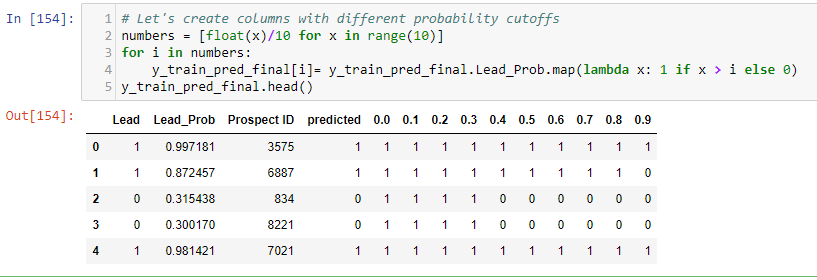 In [154]:
1 # Let's create columns with different probability cutoffs
2 numbers = [float(x)/10 for x in range(10)]
3 for i in numbers:
4     y_train_pred_final[i]= y_train_pred_final.Lead_Prob.map(lambda x: 1 if x > i else 0)
5 y_train_pred_final.head()
Out[154]:
Lead Lead_Prob Prospect ID predicted 0.0 0.1 0.2 0.3 0.4 0.5 0.6 0.7 0.8 0.9
0 1 0.997181 3575 1 1 1 1 1 1 1 1 1 1 1
1 1 0.872457 6887 1 1 1 1 1 1 1 1 1 1 0
2 0 0.315438 834 0 1 1 1 1 0 0 0 0 0 0
3 0 0.300170 8221 0 1 1 1 1 0 0 0 0 0 0
4 1 0.981421 7021 1 1 1 1 1 1 1 1 1 1 1